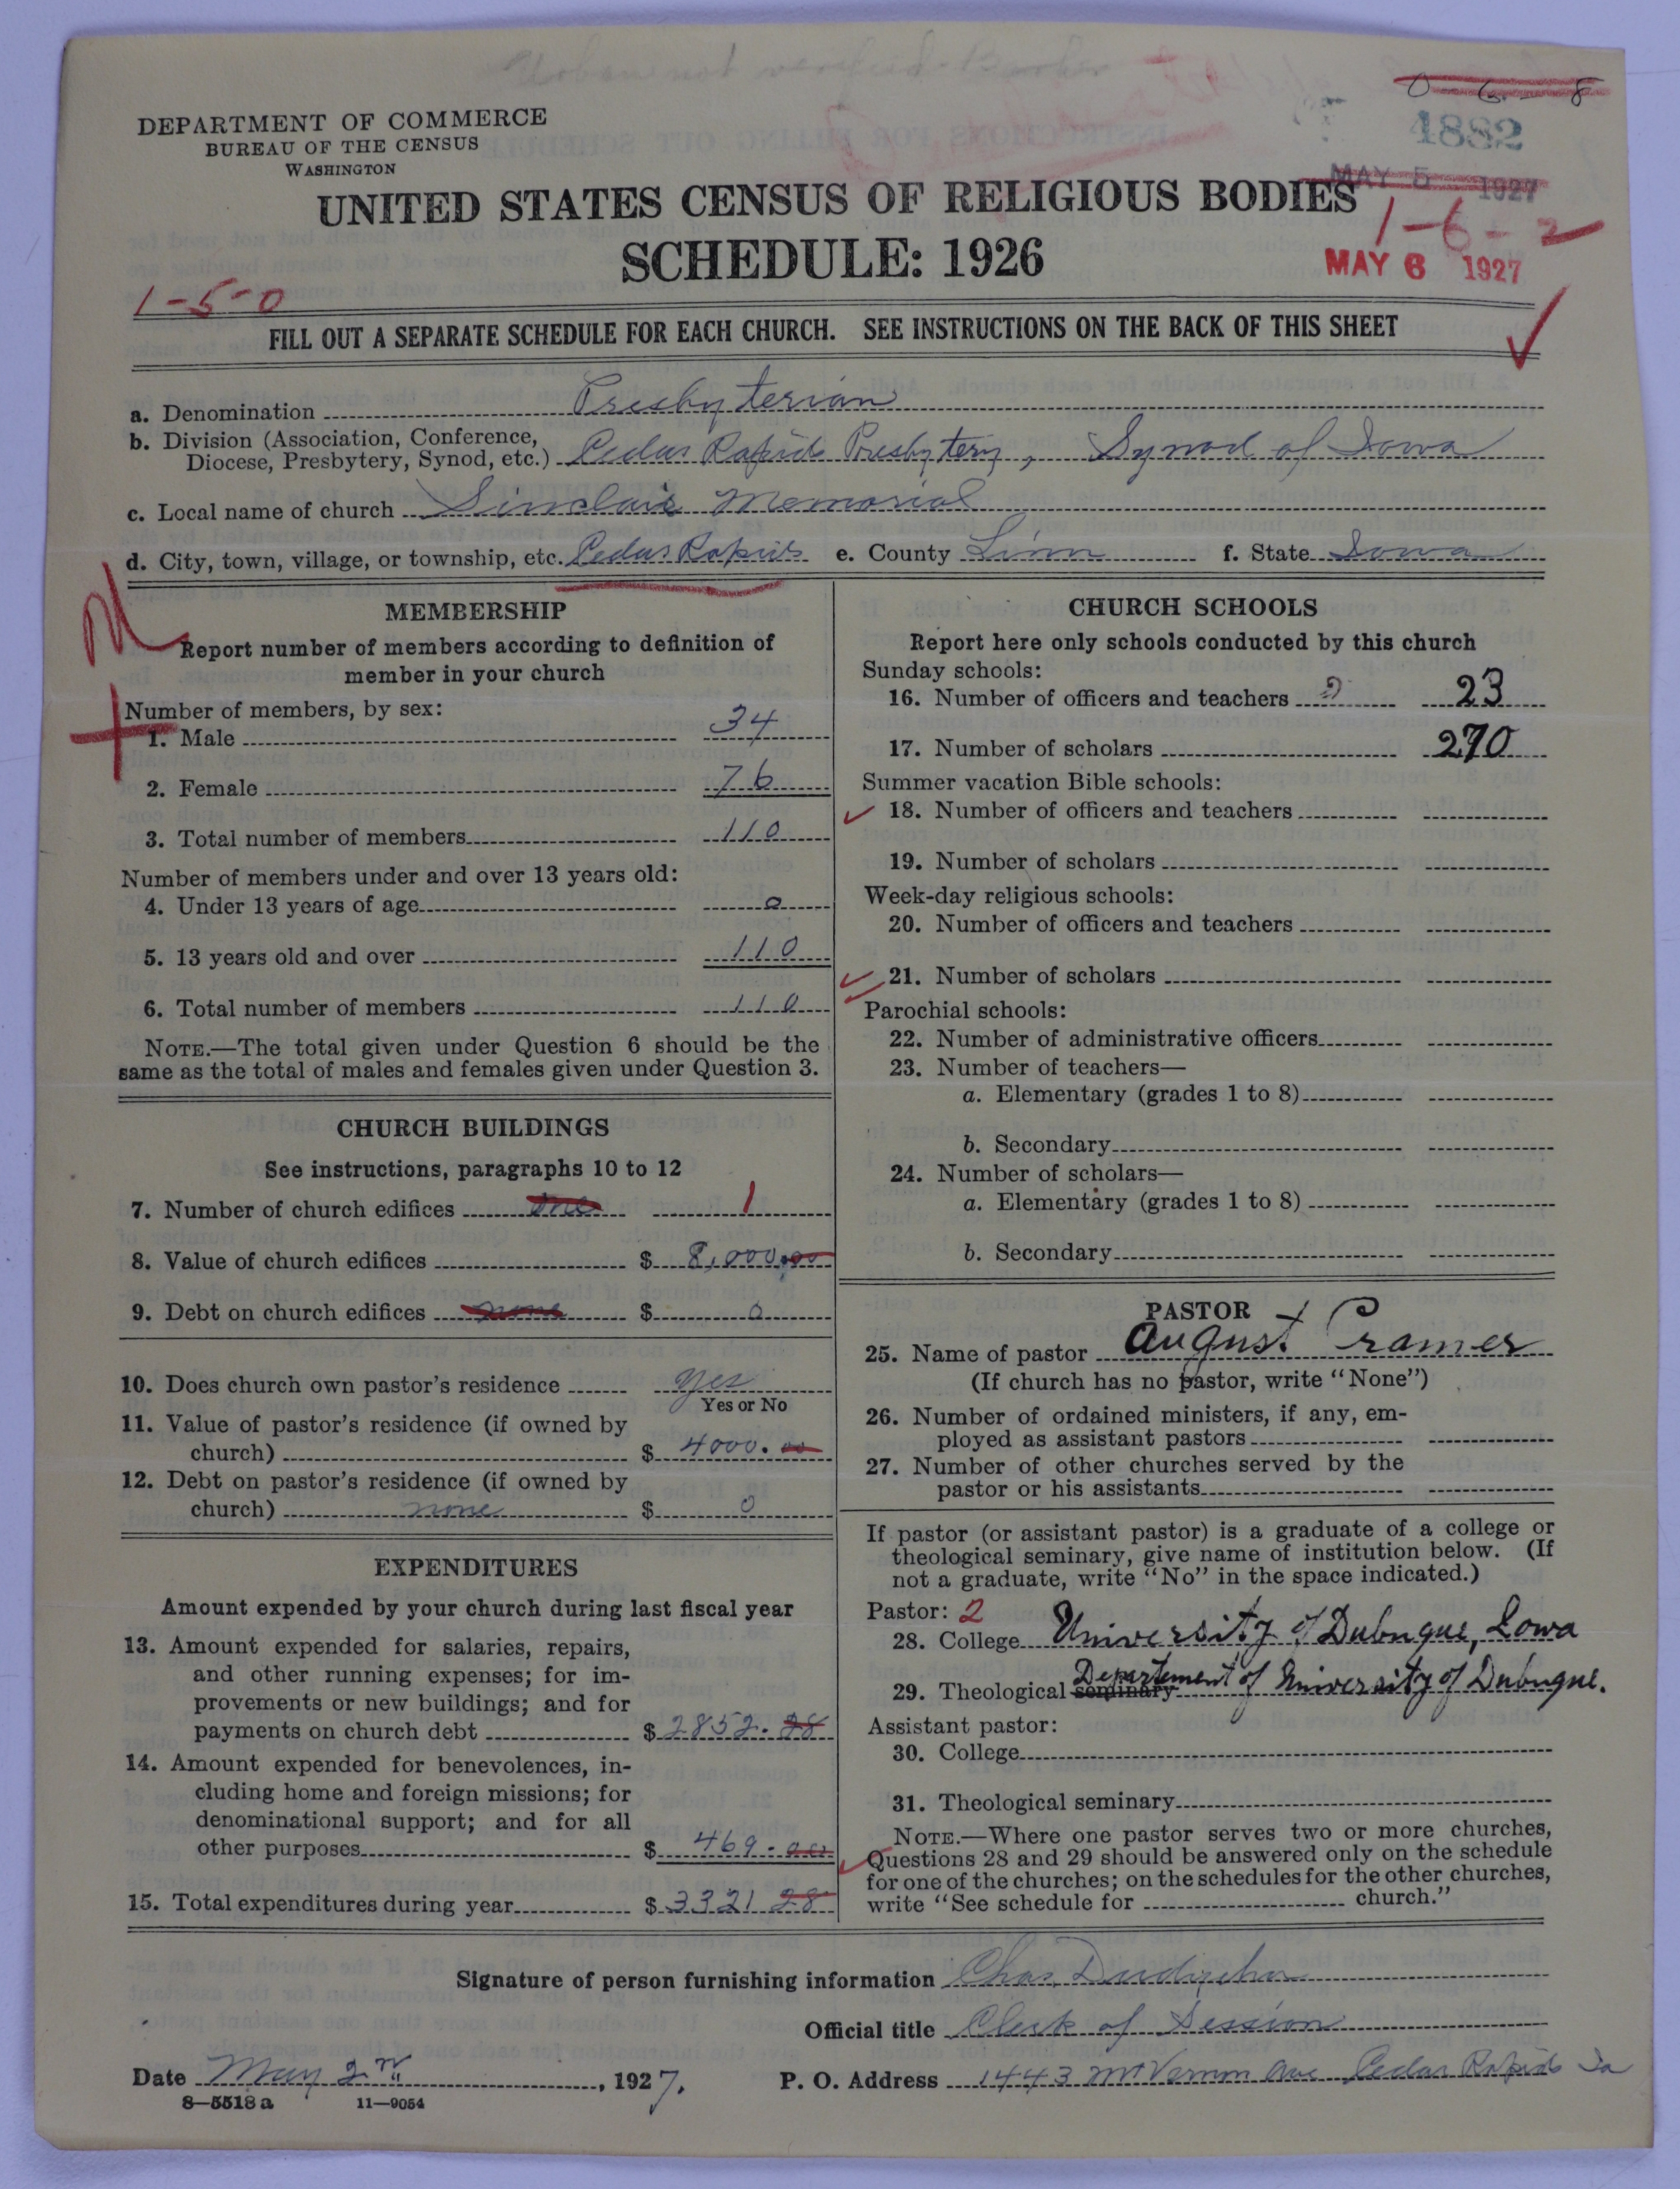 Urban not verified - Barker
0-6-8
4882
DEPARTMENT OF COMMERCE
BUREAU OF THE CENSUS
WASHINGTON
MAY 5 1927
UNITED STATES CENSUS OF RELIGIOUS BODIES
1-6-2
SCHEDULE: 1926
MAY 6 1927
1-5-0
FILL OUT A SEPARATE SCHEDULE FOR EACH CHURCH. SEE INSTRUCTIONS ON THE BACK OF THIS SHEET
a. Denomination Presbyterian
b. Division (Association, Conference,
Diocese, Presbytery, Synod, etc.) Cedar Rapids Presbytery, Synod of Iowa
c. Local name of church Sinclair Memorial
d. City, town, village, or township, etc. Cedar Rapids e. County Linn f. State Iowa
MEMBERSHIP
Report number of members according to definition of
member in your church
Number of members, by sex:
1. Male 34
2. Female 76
3. Total number of members 110
Number of members under and over 13 years old:
4. Under 13 years of age 0
5. 13 years old and over 110
6. Total number of members 110
NOTE.—The total given under Question 6 should be the
same as the total of males and females given under Question 3.
CHURCH BUILDINGS
See instructions, paragraphs 10 to 12
7. Number of church edifices one 1
8. Value of church edifices $ 8,000.00
9. Debt on church edifices none $ 0
10. Does church own pastor's residence yes
Yes or No
11. Value of pastor's residence (if owned by
church) $ 4000.00
12. Debt on pastor's residence (if owned by
church) none $ 0
EXPENDITURES
Amount expended by your church during last fiscal year
13. Amount expended for salaries, repairs,
and other running expenses; for im-
provements or new buildings; and for
payments on church debt $ 2852.28
14. Amount expended for benevolences, in-
cluding home and foreign missions; for
denominational support; and for all
other purposes $ 469.00
15. Total expenditures during year $ 3321 28
CHURCH SCHOOLS
Report here only schools conducted by this church
Sunday schools:
16. Number of officers and teachers ? 23
17. Number of scholars 270
Summer vacation Bible schools:
18. Number of officers and teachers
19. Number of scholars
Week-day religious schools:
20. Number of officers and teachers
21. Number of scholars
Parochial schools:
22. Number of administrative officers
23. Number of teachers—
a. Elementary (grades 1 to 8)
b. Secondary
24. Number of scholars—
a. Elementary (grades 1 to 8)
b. Secondary
PASTOR
25. Name of pastor August Cramer
(If church has no pastor, write "None")
26. Number of ordained ministers, if any, em-
ployed as assistant pastors
27. Number of other churches served by the
pastor or his assistants
If pastor (or assistant pastor) is a graduate of a college or
theological seminary, give name of institution below. (If
not a graduate, write "No" in the space indicated.)
Pastor: 2
28. College University of Dubuque, Iowa
29. Theological seminary Departement of University of Dubuque.
Assistant pastor:
30. College
31. Theological seminary
NOTE.—Where one pastor serves two or more churches,
Questions 28 and 29 should be answered only on the schedule
for one of the churches; on the schedules for the other churches,
write "See schedule for church."
Signature of person furnishing information Chas.
Official title Clerk of Session
Date May 2nd, 1927. P. O. Address 1443 Mt Vernon Ave Cedar Rapids Ia
8—5518 a 11—9054